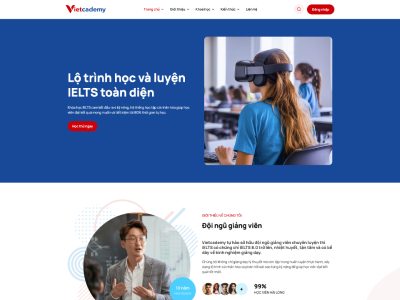 Vietcademy
Trang chủ Giới thiệu Khoá học Kiến thức Liên hệ Đăng nhập
Lộ trình học và luyện
IELTS toàn diện
Học thử ngay
GIỚI THIỆU VỀ CHÚNG TÔI
Đội ngũ giảng viên
Vietcademy tự hào sở hữu đội ngũ giảng viên chuyên luyện thi
IELTS có chứng chỉ IELTS 8.0 trở lên, nhiệt huyết, tận tâm và có bề
dày về kinh nghiệm giảng dạy
10 năm
99%
HỌC VIÊN HÀI LÒNG